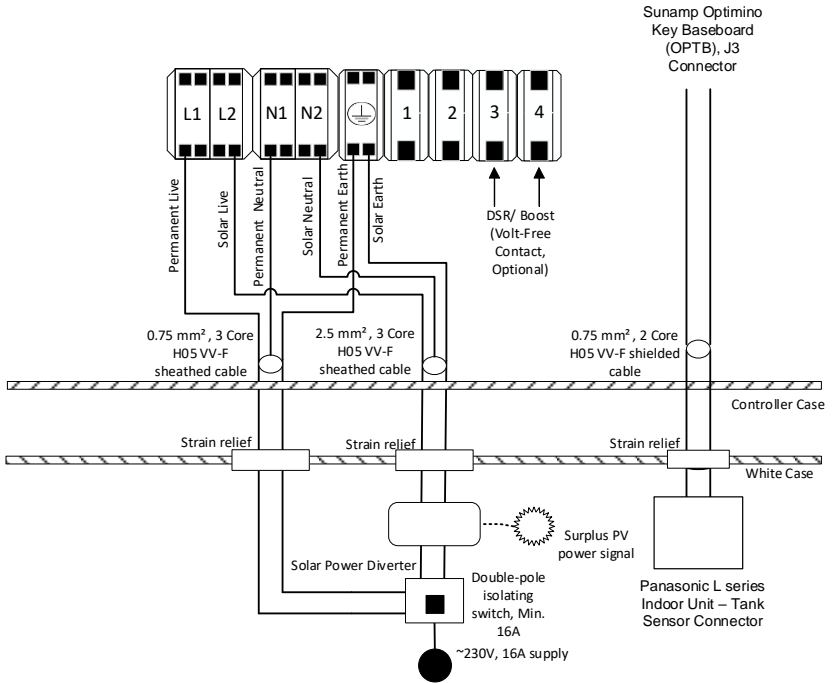 Sunamp Optimino
Key Baseboard
(OPTB), J3
Connector
L1
L2
N1
N2
1
2
3
4
Permanent Live
Solar Live
Permanent Neutral
Solar Neutral
Permanent Earth
Solar Earth
DSR/ Boost
(Volt-Free
Contact,
Optional)
0.75 mm², 3 Core
H05 VV-F
sheathed cable
2.5 mm², 3 Core
H05 VV-F
sheathed cable
0.75 mm², 2 Core
H05 VV-F shielded
cable
Controller Case
Strain relief
Strain relief
Strain relief
White Case
Surplus PV
power signal
Solar Power Diverter
Double-pole
isolating
switch, Min.
16A
~230V, 16A supply
Panasonic L series
Indoor Unit – Tank
Sensor Connector